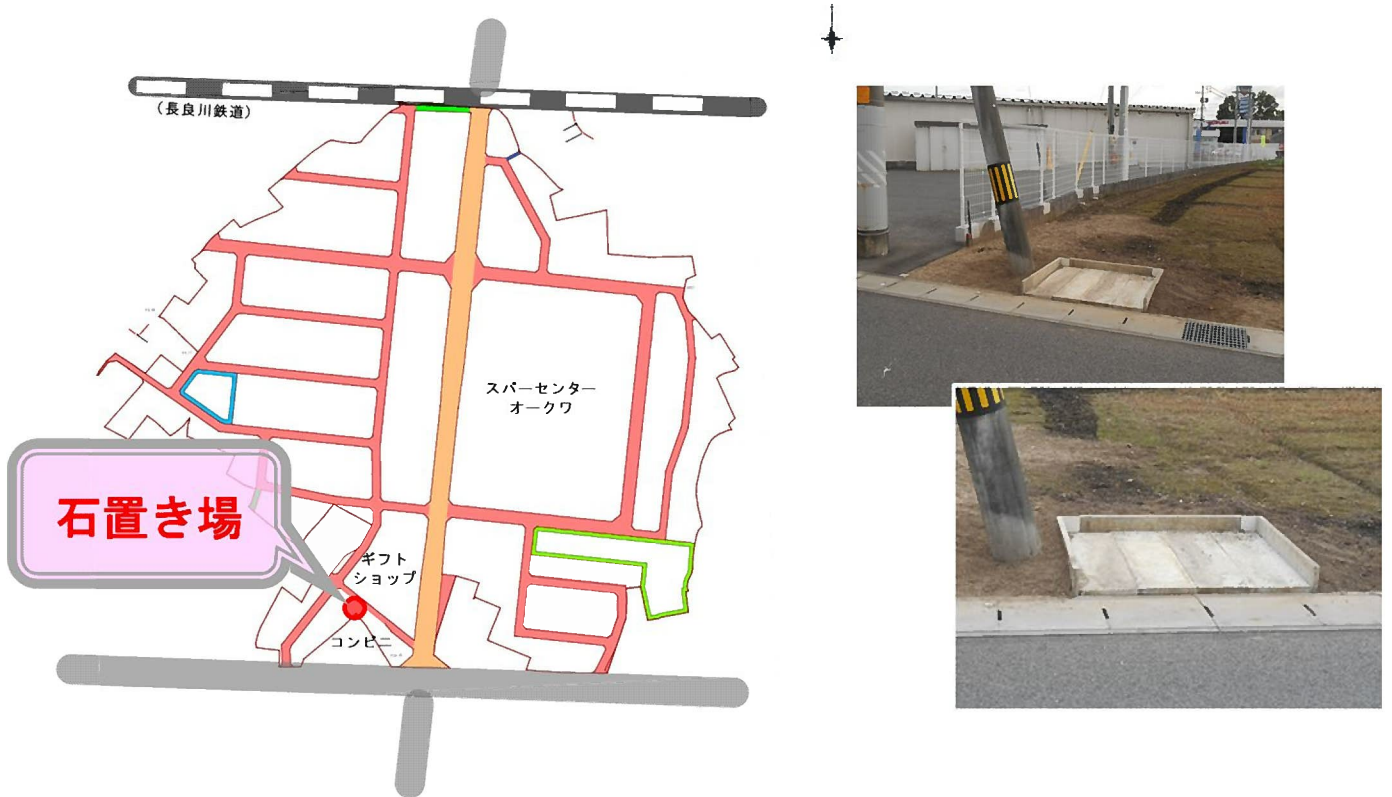 (長良川鉄道)
スパーセンター
オークワ
石置き場
ギフト
ショップ
コンビニ